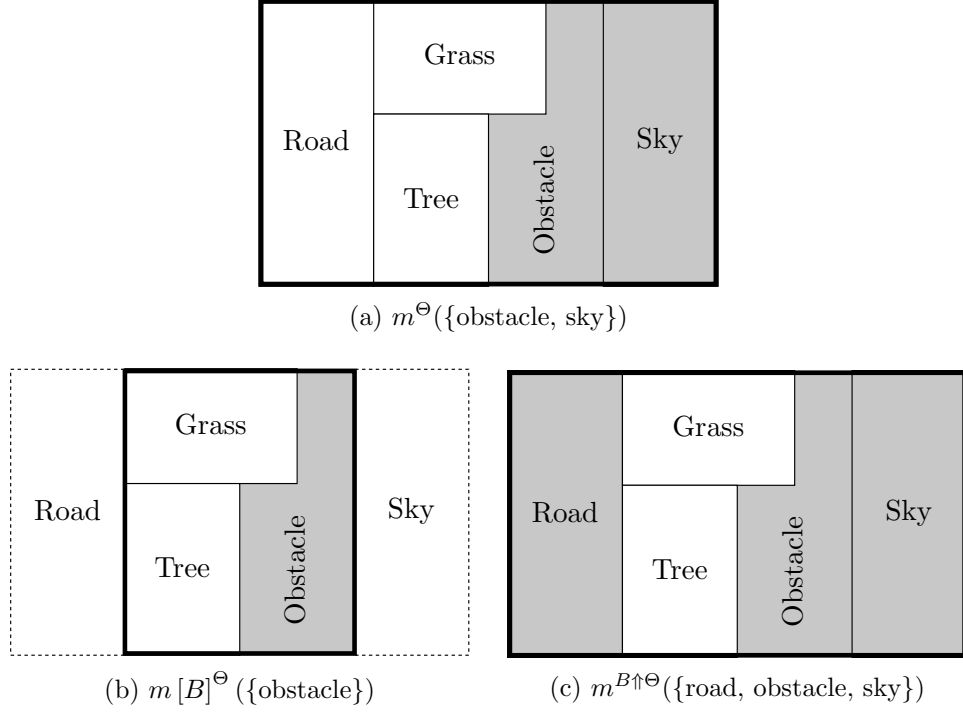 Grass
Road
Sky
Tree
Obstacle
(a) m^Θ({obstacle, sky})
Grass
Road
Sky
Tree
Obstacle
(b) m [B]^Θ ({obstacle})
Grass
Road
Sky
Tree
Obstacle
(c) m^{B⇑Θ}({road, obstacle, sky})